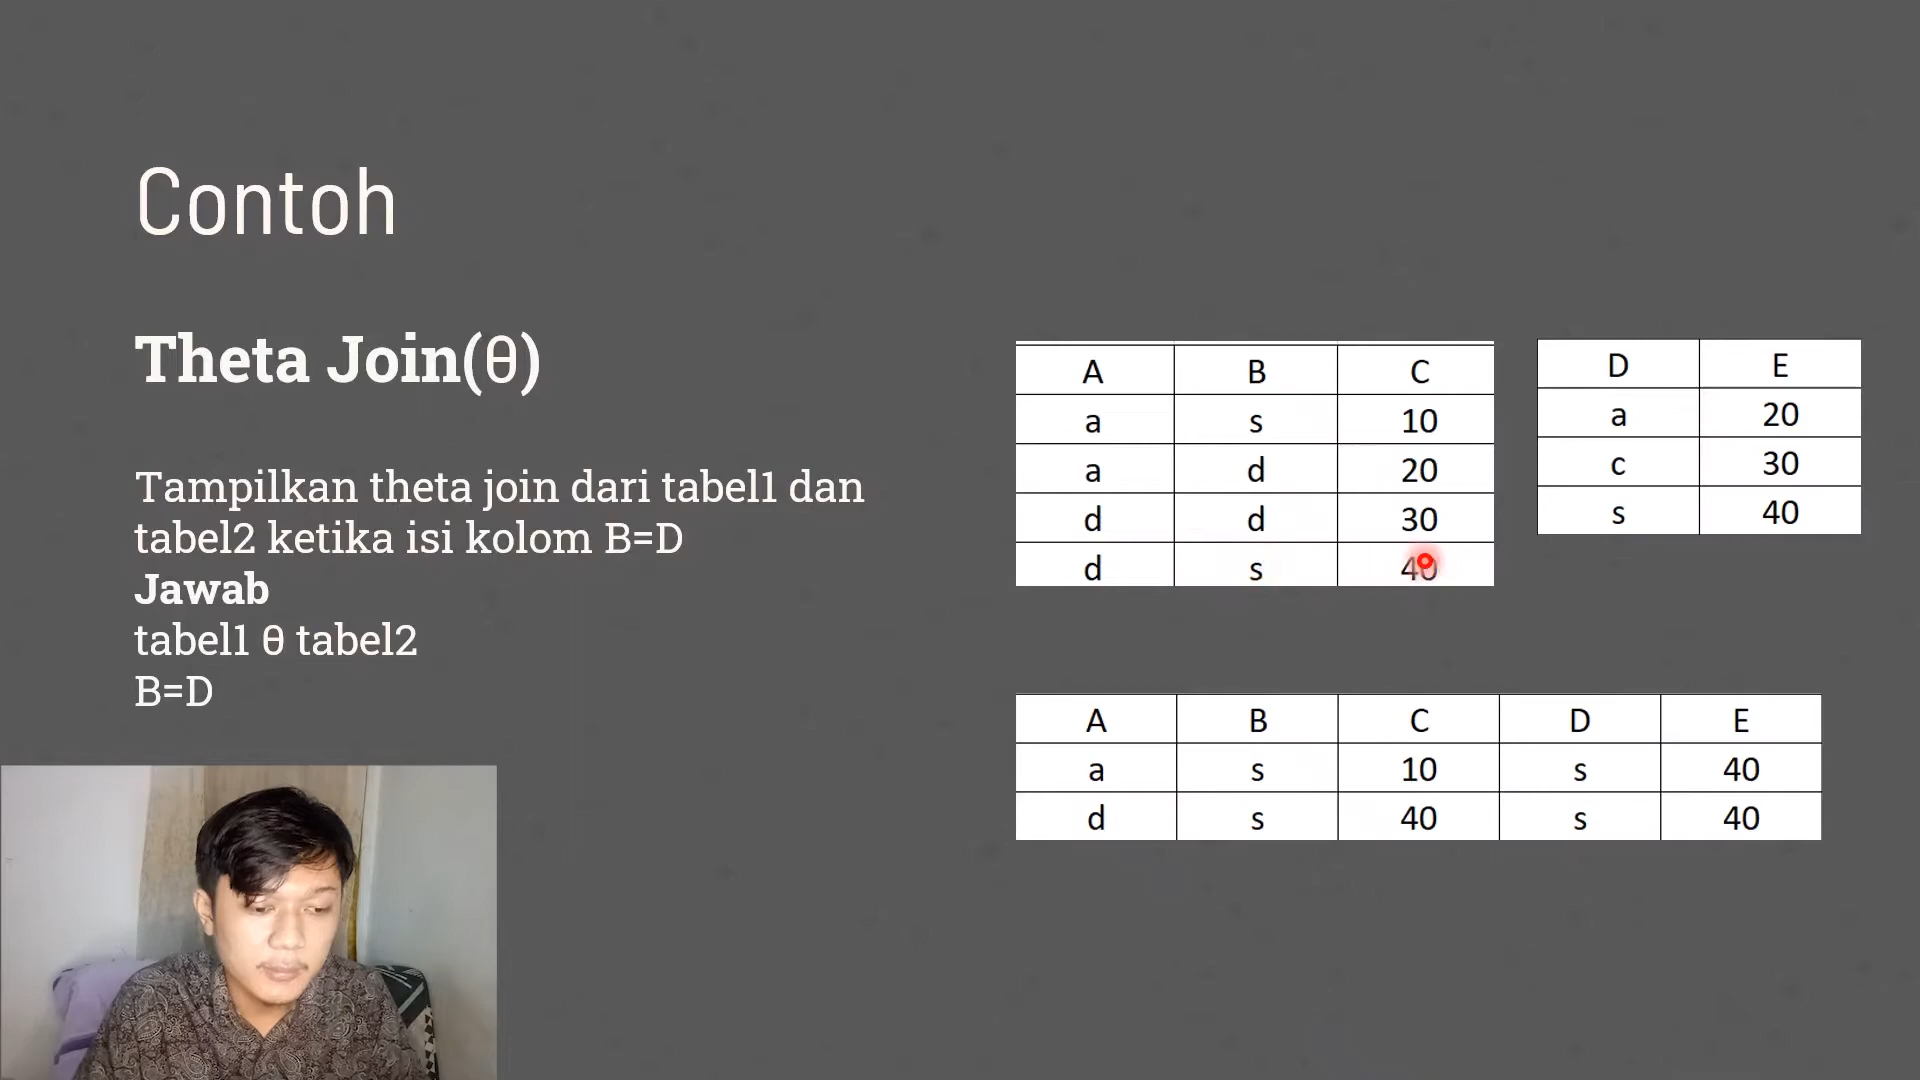 Contoh
Theta Join(θ)
Tampilkan theta join dari tabel1 dan
tabel2 ketika isi kolom B=D
Jawab
tabel1 θ tabel2
B=D
A B C
a s 10
a d 20
d d 30
d s 40
D E
a 20
c 30
s 40
A B C D E
a s 10 s 40
d s 40 s 40